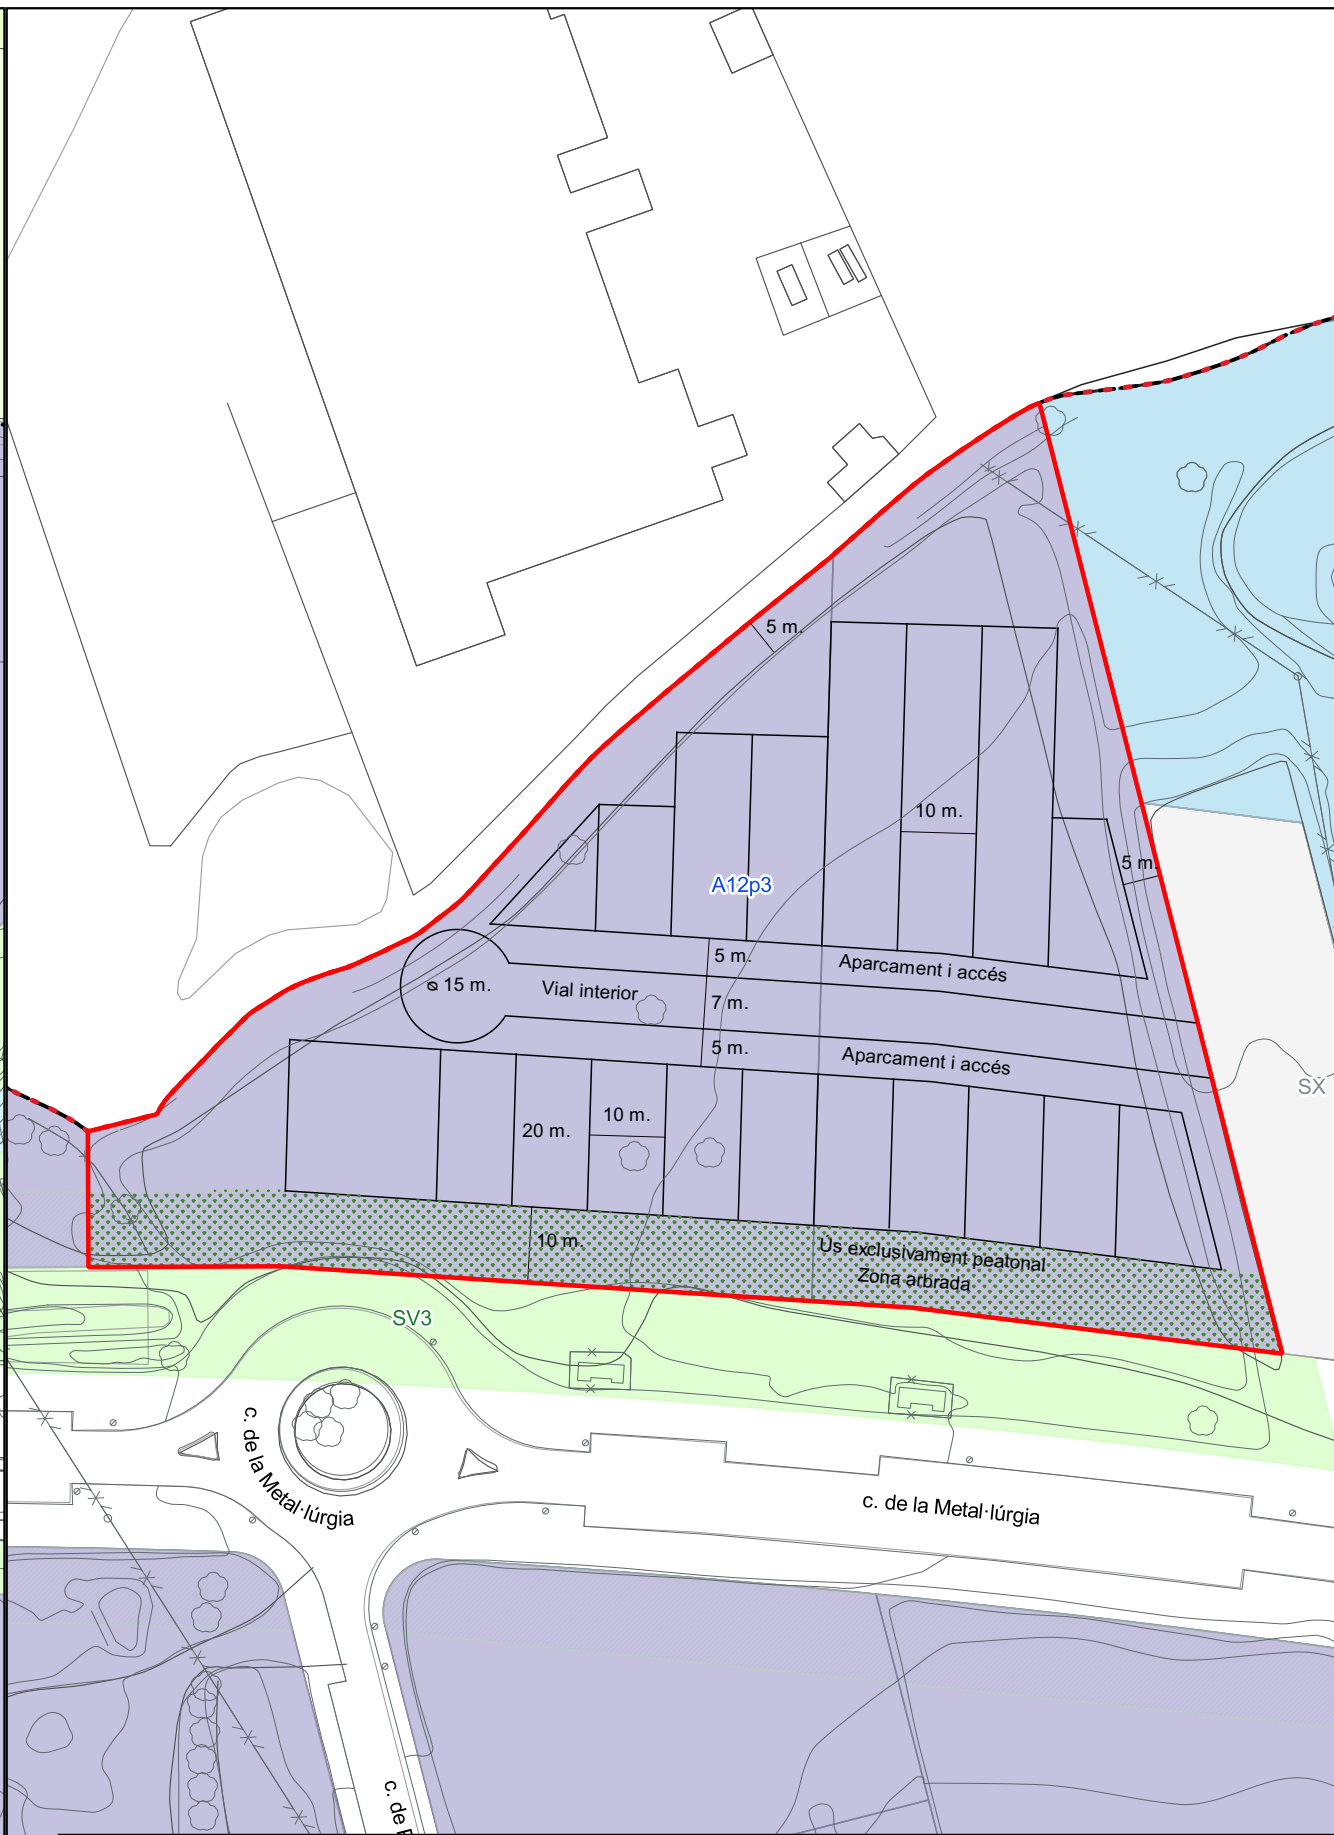 5 m.
10 m.
5 m.
A12p3
5 m.
Aparcament i accés
ø 15 m.
Vial interior
7 m.
5 m.
Aparcament i accés
SX
10 m.
20 m.
10 m.
Ús exclusivament peatonal
Zona arbrada
SV3
c. de la Metal·lúrgia
c. de la Metal·lúrgia
c. de